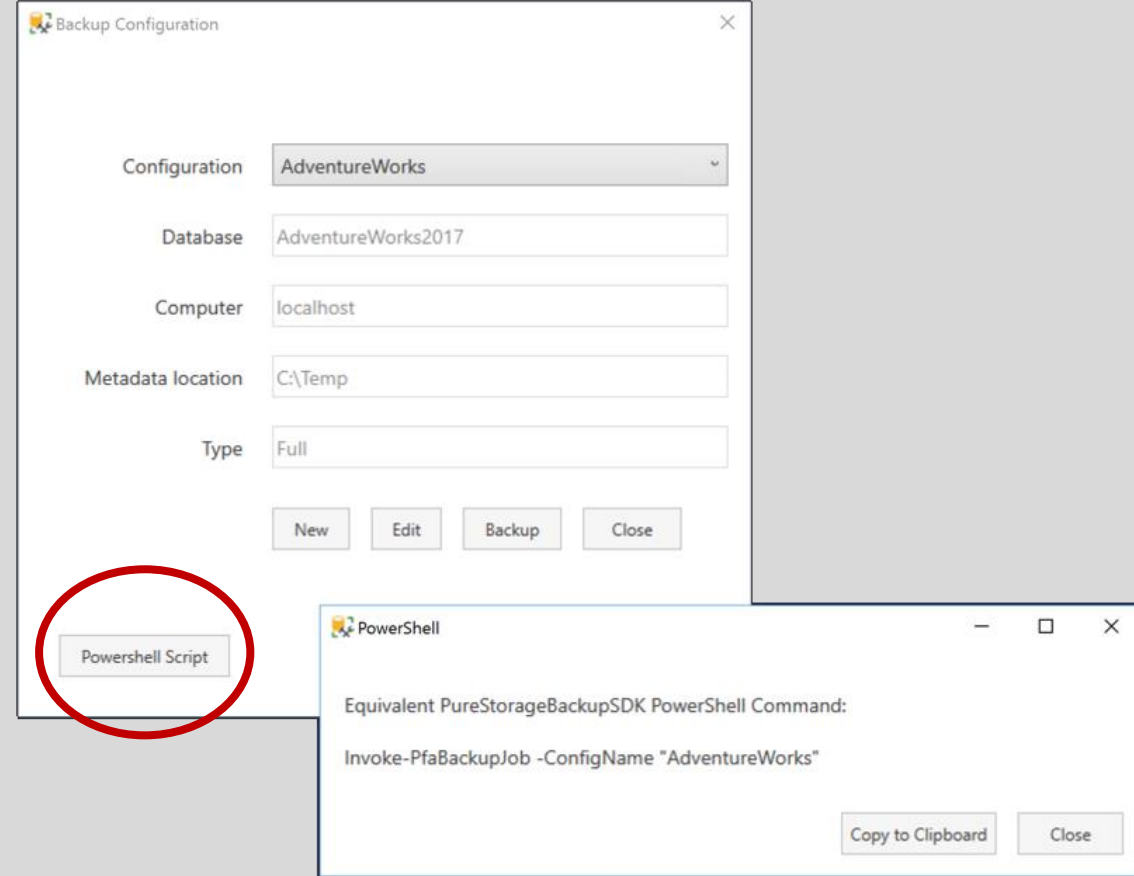 Backup Configuration
Configuration AdventureWorks
Database AdventureWorks2017
Computer localhost
Metadata location C:\Temp
Type Full
New Edit Backup Close
Powershell Script
PowerShell
Equivalent PureStorageBackupSDK PowerShell Command:
Invoke-PfaBackupJob -ConfigName "AdventureWorks"
Copy to Clipboard Close